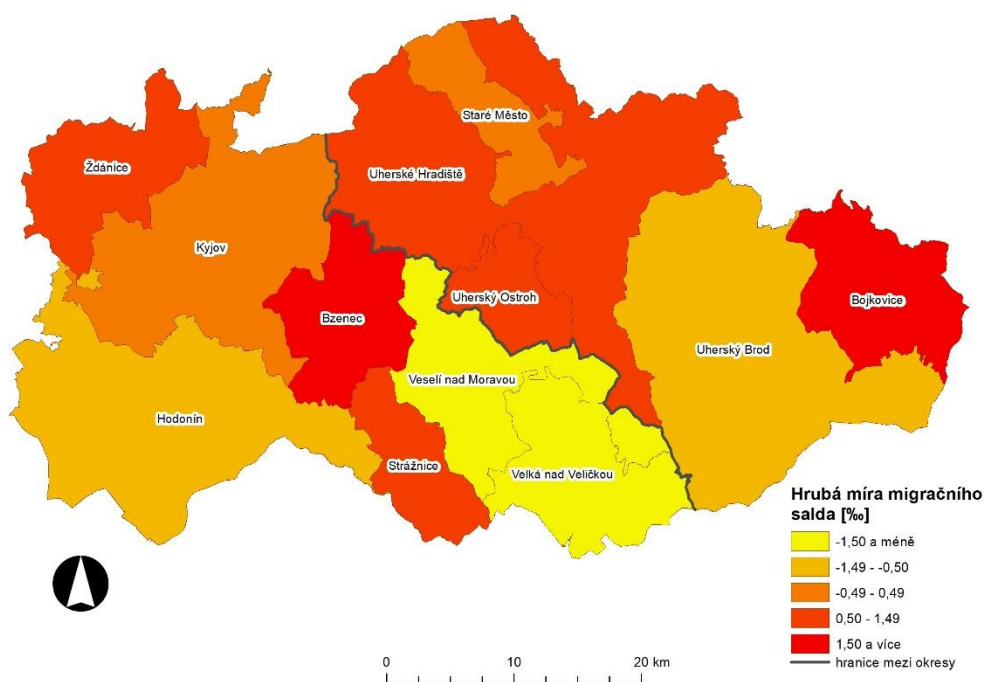 Staré Město
Ždánice
Uherské Hradiště
Kyjov
Uherský Ostroh
Bojkovice
Bzenec
Uherský Brod
Veselí nad Moravou
Hodonín
Strážnice
Velká nad Veličkou
Hrubá míra migračního
salda [‰]
-1,50 a méně
-1,49 - -0,50
-0,49 - 0,49
0,50 - 1,49
1,50 a více
hranice mezi okresy
0 10 20 km